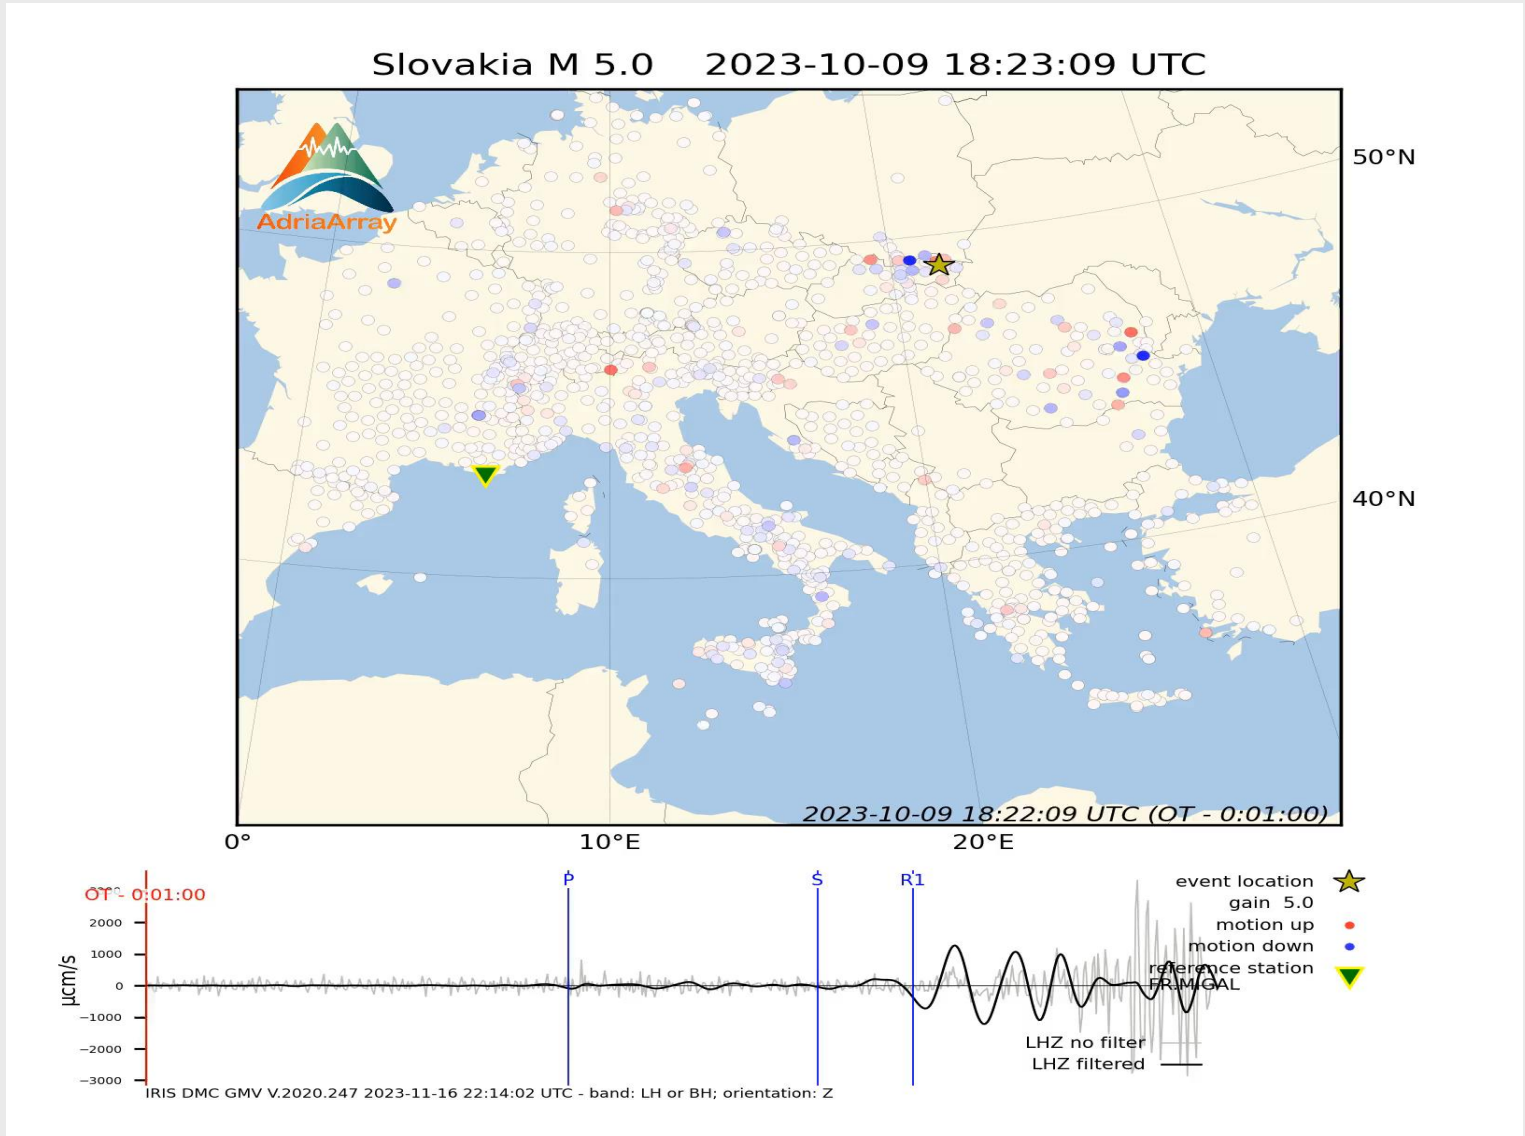 Slovakia M 5.0 2023-10-09 18:23:09 UTC
AdriaArray
50°N
40°N
2023-10-09 18:22:09 UTC (OT - 0:01:00)
0° 10°E 20°E
OT - 0:01:00
P S R1
2000
1000
0
−1000
−2000
−3000
µcm/s
event location
gain 5.0
motion up
motion down
reference station
FR.MIGAL
LHZ no filter
LHZ filtered
IRIS DMC GMV V.2020.247 2023-11-16 22:14:02 UTC - band: LH or BH; orientation: Z